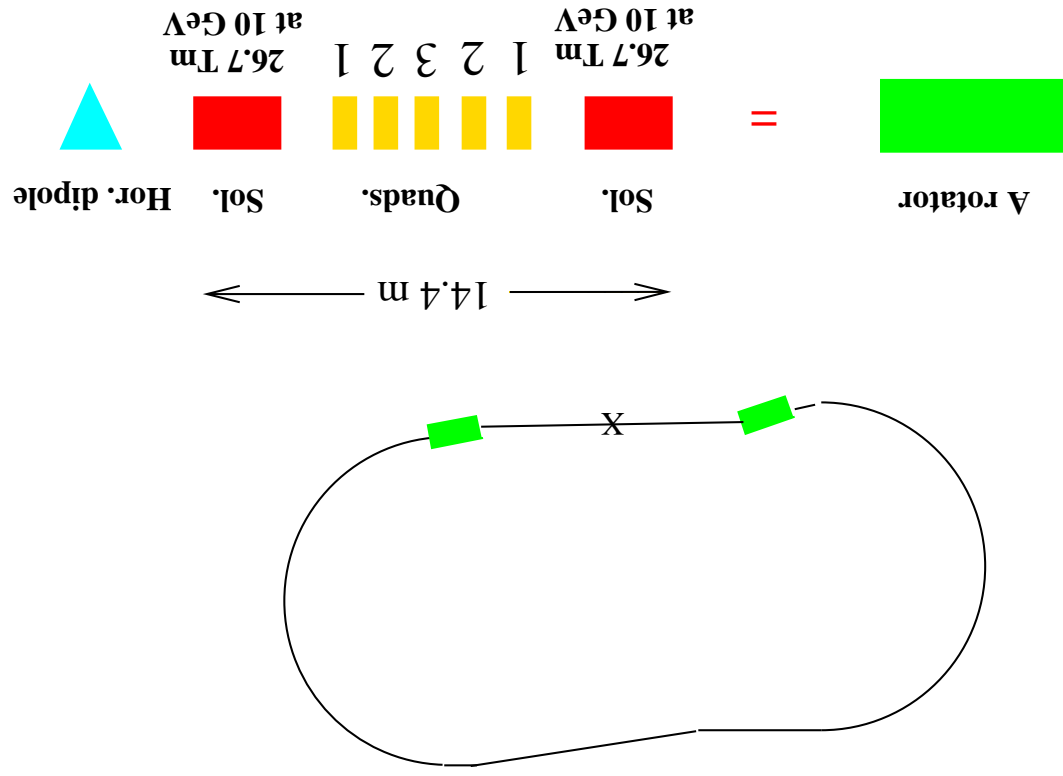 X
14.4 m
A rotator
Sol.
Quads.
Sol.
Hor. dipole
=
26.7 Tm
at 10 GeV
1 2 3 2 1
26.7 Tm
at 10 GeV